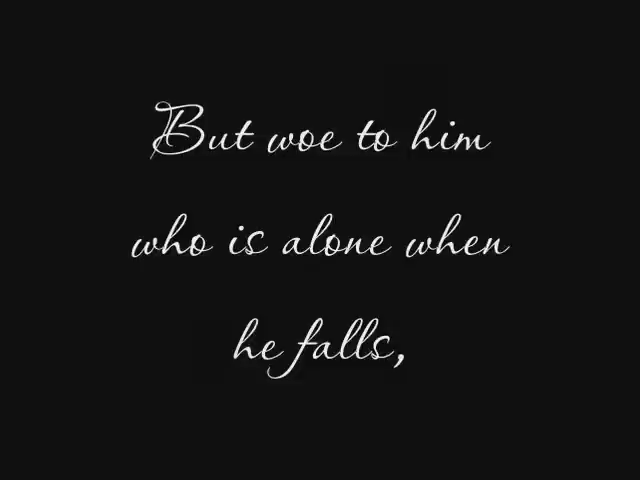 But woe to him
who is alone when
he falls,